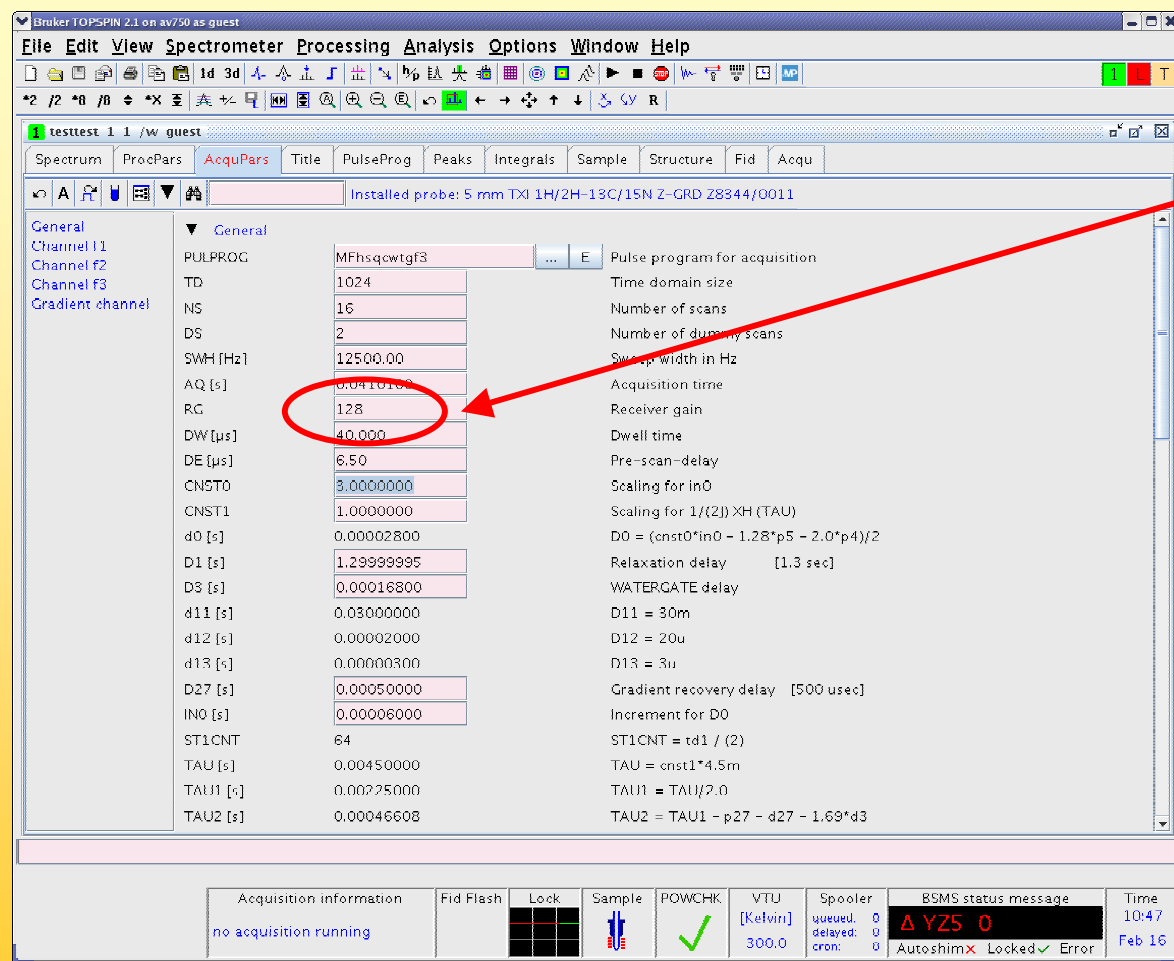 Bruker TOPSPIN 2.1 on av750 as guest
File Edit View Spectrometer Processing Analysis Options Window Help
1d 3d
*2 /2 *8 /8 *X R
1 L T
1 testtest 1 1 /w guest
Spectrum ProcPars AcquPars Title PulseProg Peaks Integrals Sample Structure Fid Acqu
A Installed probe: 5 mm TXI 1H/2H-13C/15N Z-GRD Z8344/0011
General
Channel f1
Channel f2
Channel f3
Gradient channel
▼ General
PULPROG MFhsqcwtgf3 ... E Pulse program for acquisition
TD 1024 Time domain size
NS 16 Number of scans
DS 2 Number of dummy scans
SWH [Hz] 12500.00 Sweep width in Hz
AQ [s] 0.0410100 Acquisition time
RG 128 Receiver gain
DW [µs] 40.000 Dwell time
DE [µs] 6.50 Pre-scan-delay
CNST0 3.0000000 Scaling for in0
CNST1 1.0000000 Scaling for 1/(2J) XH (TAU)
d0 [s] 0.00002800 D0 = (cnst0*in0 - 1.28*p5 - 2.0*p4)/2
D1 [s] 1.29999995 Relaxation delay [1.3 sec]
D3 [s] 0.00016800 WATERGATE delay
d11 [s] 0.03000000 D11 = 30m
d12 [s] 0.00002000 D12 = 20u
d13 [s] 0.00000300 D13 = 3u
D27 [s] 0.00050000 Gradient recovery delay [500 usec]
IN0 [s] 0.00006000 Increment for D0
ST1CNT 64 ST1CNT = td1 / (2)
TAU [s] 0.00450000 TAU = cnst1*4.5m
TAU1 [s] 0.00225000 TAU1 = TAU/2.0
TAU2 [s] 0.00046608 TAU2 = TAU1 - p27 - d27 - 1.69*d3
Acquisition information Fid Flash Lock Sample POWCHK VTU Spooler BSMS status message Time
no acquisition running
[Kelvin]
300.0
queued: 0
delayed: 0
cron: 0
Δ YZ5 0
Autoshim Locked Error
10:47
Feb 16